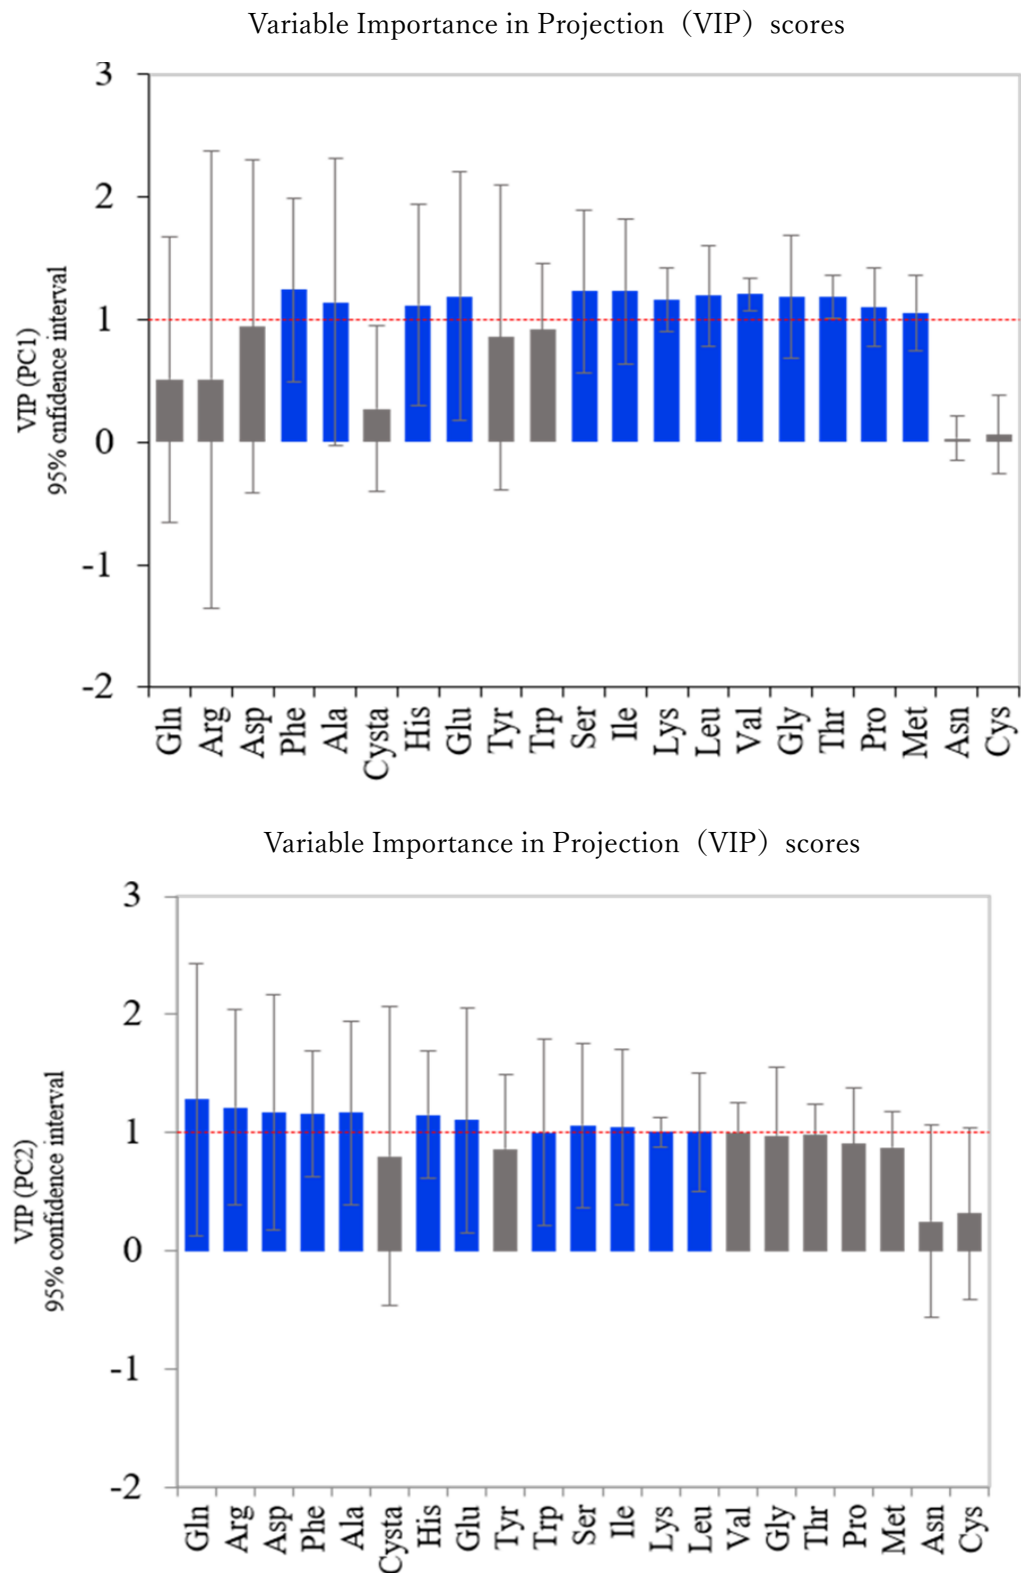 Variable Importance in Projection（VIP）scores
3
2
1
0
-1
-2
VIP (PC1)
95% cnfidence interval
Gln Arg Asp Phe Ala Cysta His Glu Tyr Trp Ser Ile Lys Leu Val Gly Thr Pro Met Asn Cys
Variable Importance in Projection（VIP）scores
3
2
1
0
-1
-2
VIP (PC2)
95% confidence interval
Gln Arg Asp Phe Ala Cysta His Glu Tyr Trp Ser Ile Lys Leu Val Gly Thr Pro Met Asn Cys